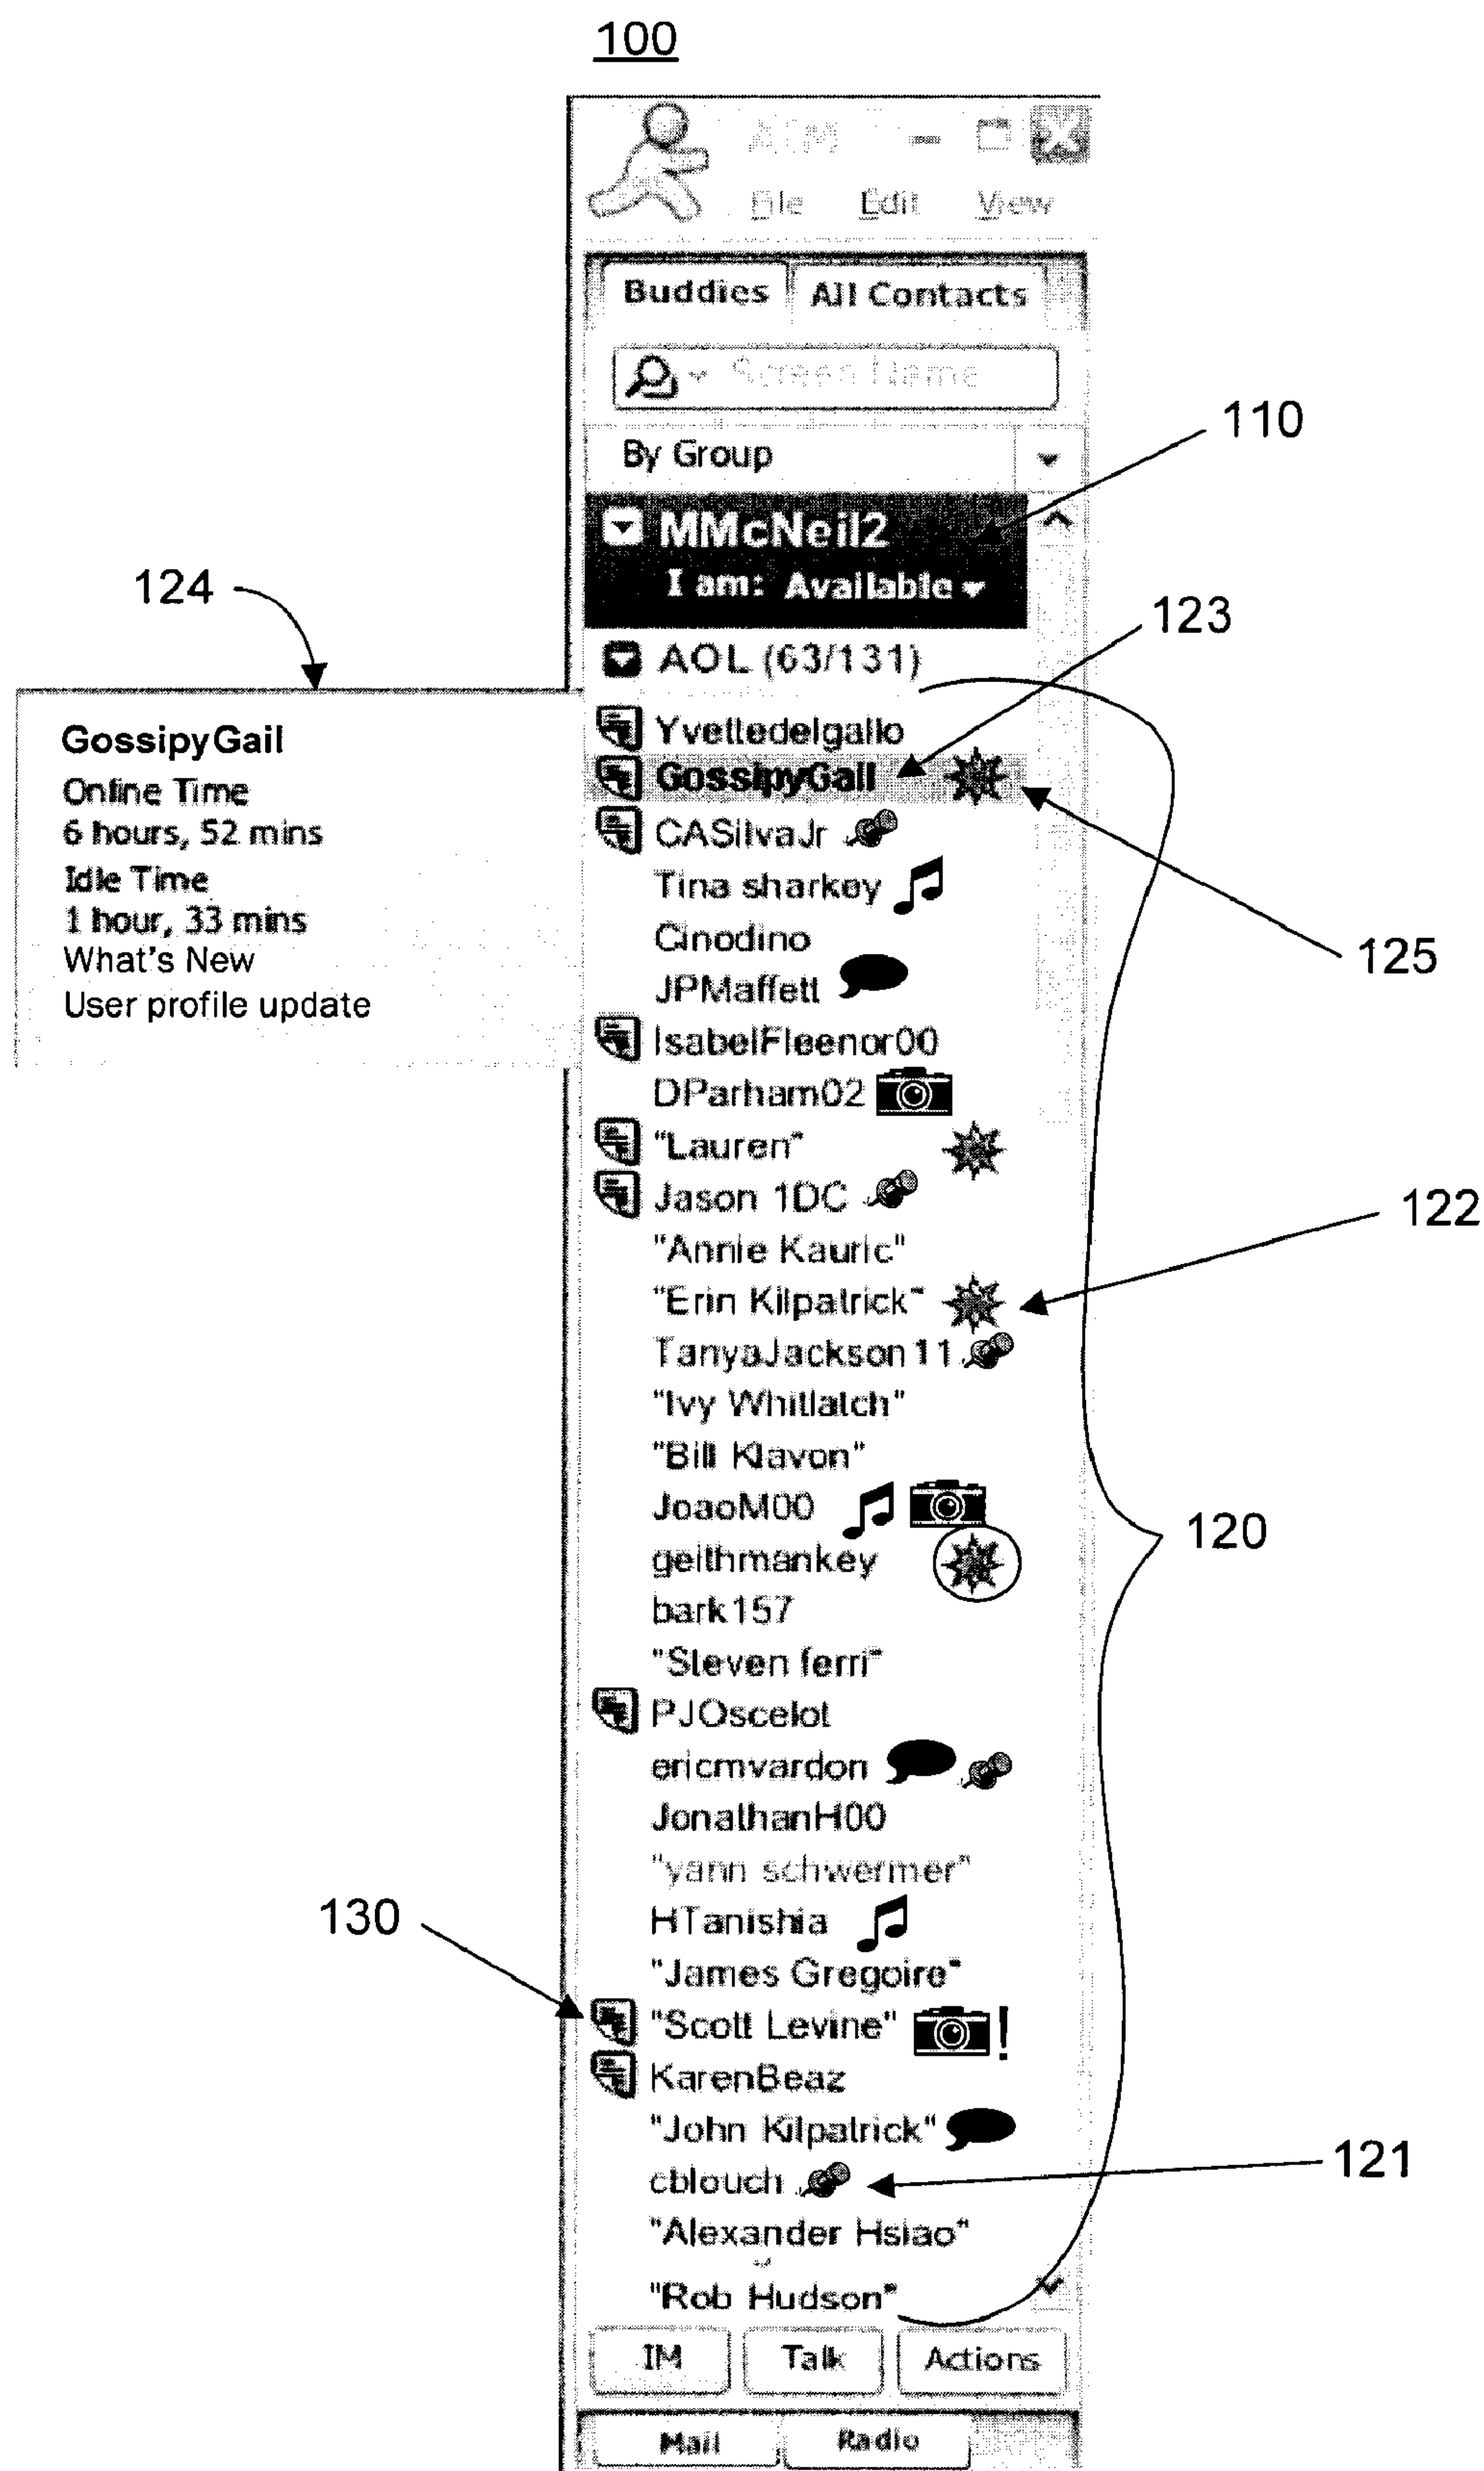 100
AIM
File Edit View
Buddies All Contacts
Screen Name
By Group
110
MMcNeil2
I am: Available
124
123
AOL (63/131)
GossipyGail
Online Time
6 hours, 52 mins
Idle Time
1 hour, 33 mins
What's New
User profile update
Yvettedelgallo
GossipyGail
CASilvaJr
Tina sharkey
Cinodino
125
JPMaffett
IsabelFleenor00
DParham02
"Lauren"
Jason 1DC
122
"Annie Kauric"
"Erin Kilpatrick"
TanyaJackson11
"Ivy Whitlatch"
"Bill Klavon"
JoaoM00
120
geithmankey
bark157
"Steven ferri"
PJOscelot
ericmvardon
JonathanH00
"yann schwermer"
130
HTanishia
"James Gregoire"
"Scott Levine" !
KarenBeaz
"John Kilpatrick"
121
cblouch
"Alexander Hsiao"
"Rob Hudson"
IM Talk Actions
Mail Radio